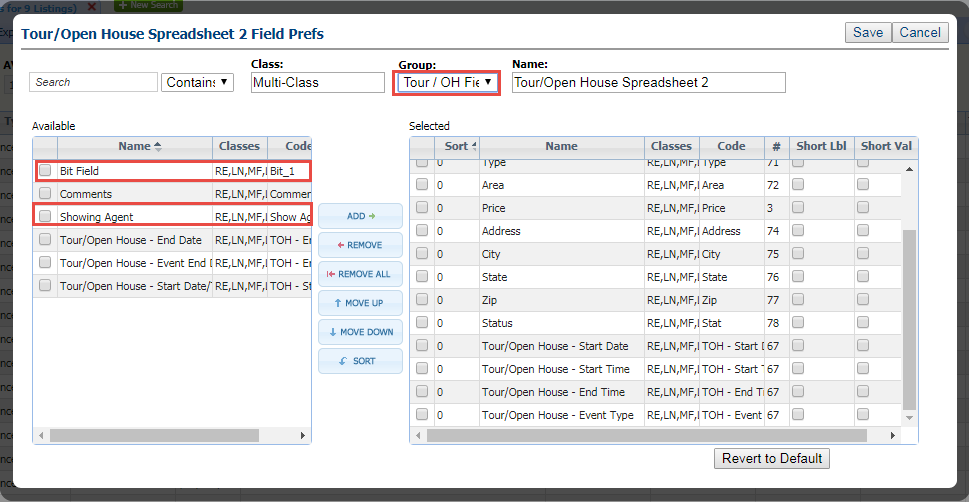 s for 9 Listings)
New Search
Tour/Open House Spreadsheet 2 Field Prefs
Save Cancel
Class: Group: Name:
Search Contains Multi-Class Tour / OH Fie Tour/Open House Spreadsheet 2
Available Selected
Name Classes Code
Sort Name Classes Code # Short Lbl Short Val
Bit Field RE,LN,MF, Bit_1
Comments RE,LN,MF, Commen
Showing Agent RE,LN,MF, Show Ag
Tour/Open House - End Date RE,LN,MF, TOH - En
Tour/Open House - Event End D RE,LN,MF, TOH - Ev
Tour/Open House - Start Date/T RE,LN,MF, TOH - St
ADD
REMOVE
REMOVE ALL
MOVE UP
MOVE DOWN
SORT
0 Type RE,LN,MF, Type 71
0 Area RE,LN,MF, Area 72
0 Price RE,LN,MF, Price 3
0 Address RE,LN,MF, Address 74
0 City RE,LN,MF, City 75
0 State RE,LN,MF, State 76
0 Zip RE,LN,MF, Zip 77
0 Status RE,LN,MF, Stat 78
0 Tour/Open House - Start Date RE,LN,MF, TOH - Start D 67
0 Tour/Open House - Start Time RE,LN,MF, TOH - Start T 67
0 Tour/Open House - End Time RE,LN,MF, TOH - End Ti 67
0 Tour/Open House - Event Type RE,LN,MF, TOH - Event 67
Revert to Default